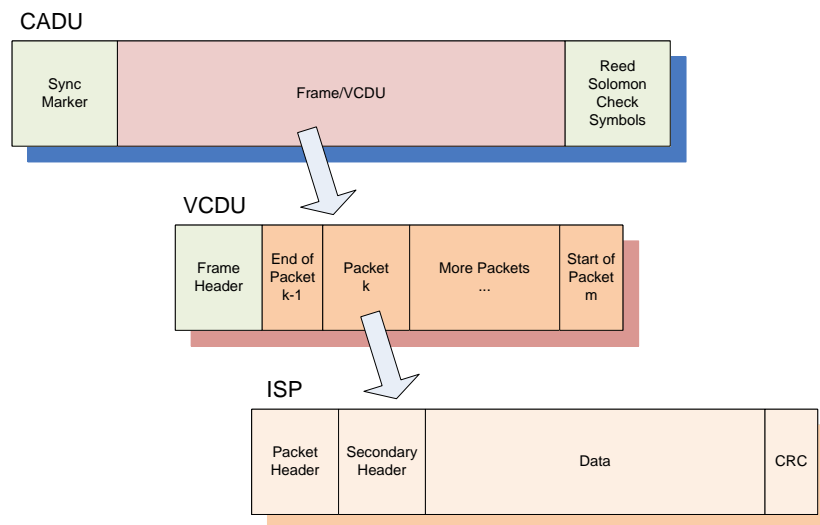 CADU
Sync
Marker
Frame/VCDU
Reed
Solomon
Check
Symbols
VCDU
Frame
Header
End of
Packet
k-1
Packet
k
More Packets
...
Start of
Packet
m
ISP
Packet
Header
Secondary
Header
Data
CRC